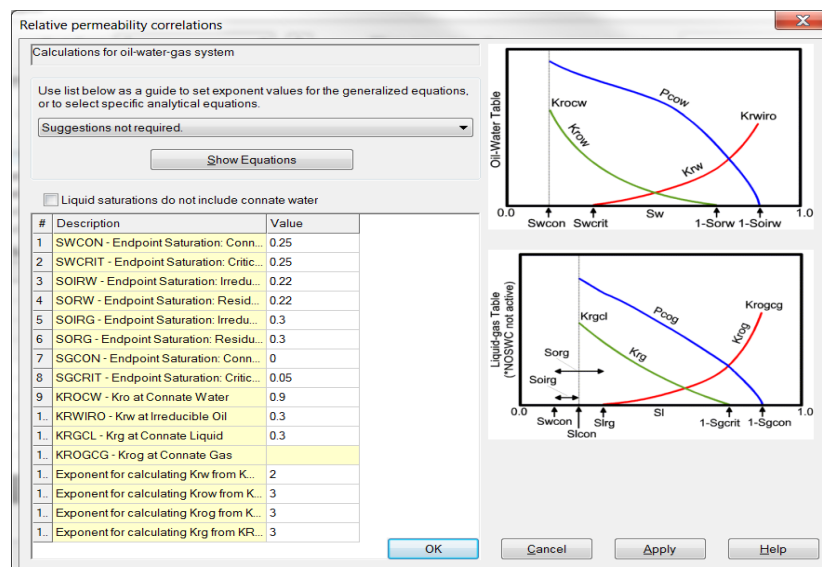 Relative permeability correlations
Calculations for oil-water-gas system
Use list below as a guide to set exponent values for the generalized equations,
or to select specific analytical equations.
Suggestions not required.
Show Equations
Liquid saturations do not include connate water
# Description Value
1 SWCON - Endpoint Saturation: Conn... 0.25
2 SWCRIT - Endpoint Saturation: Critic... 0.25
3 SOIRW - Endpoint Saturation: Irredu... 0.22
4 SORW - Endpoint Saturation: Resid... 0.22
5 SOIRG - Endpoint Saturation: Irredu... 0.3
6 SORG - Endpoint Saturation: Residu... 0.3
7 SGCON - Endpoint Saturation: Conn... 0
8 SGCRIT - Endpoint Saturation: Critic... 0.05
9 KROCW - Kro at Connate Water 0.9
1.. KRWIRO - Krw at Irreducible Oil 0.3
1.. KRGCL - Krg at Connate Liquid 0.3
1.. KROGCG - Krog at Connate Gas
1.. Exponent for calculating Krw from K... 2
1.. Exponent for calculating Krow from K... 3
1.. Exponent for calculating Krog from K... 3
1.. Exponent for calculating Krg from KR... 3
OK
Cancel
Apply
Help
Oil-Water Table
Krocw
Krow
Pcow
Krw
Krwiro
0.0
Swcon
Swcrit
Sw
1-Sorw
1-Soirw
1.0
Liquid-gas Table
(*NOSWC not active)
Krgcl
Krg
Pcog
Krog
Krogcg
Sorg
Soirg
0.0
Swcon
Slcon
Slrg
Sl
1-Sgcrit
1-Sgcon
1.0